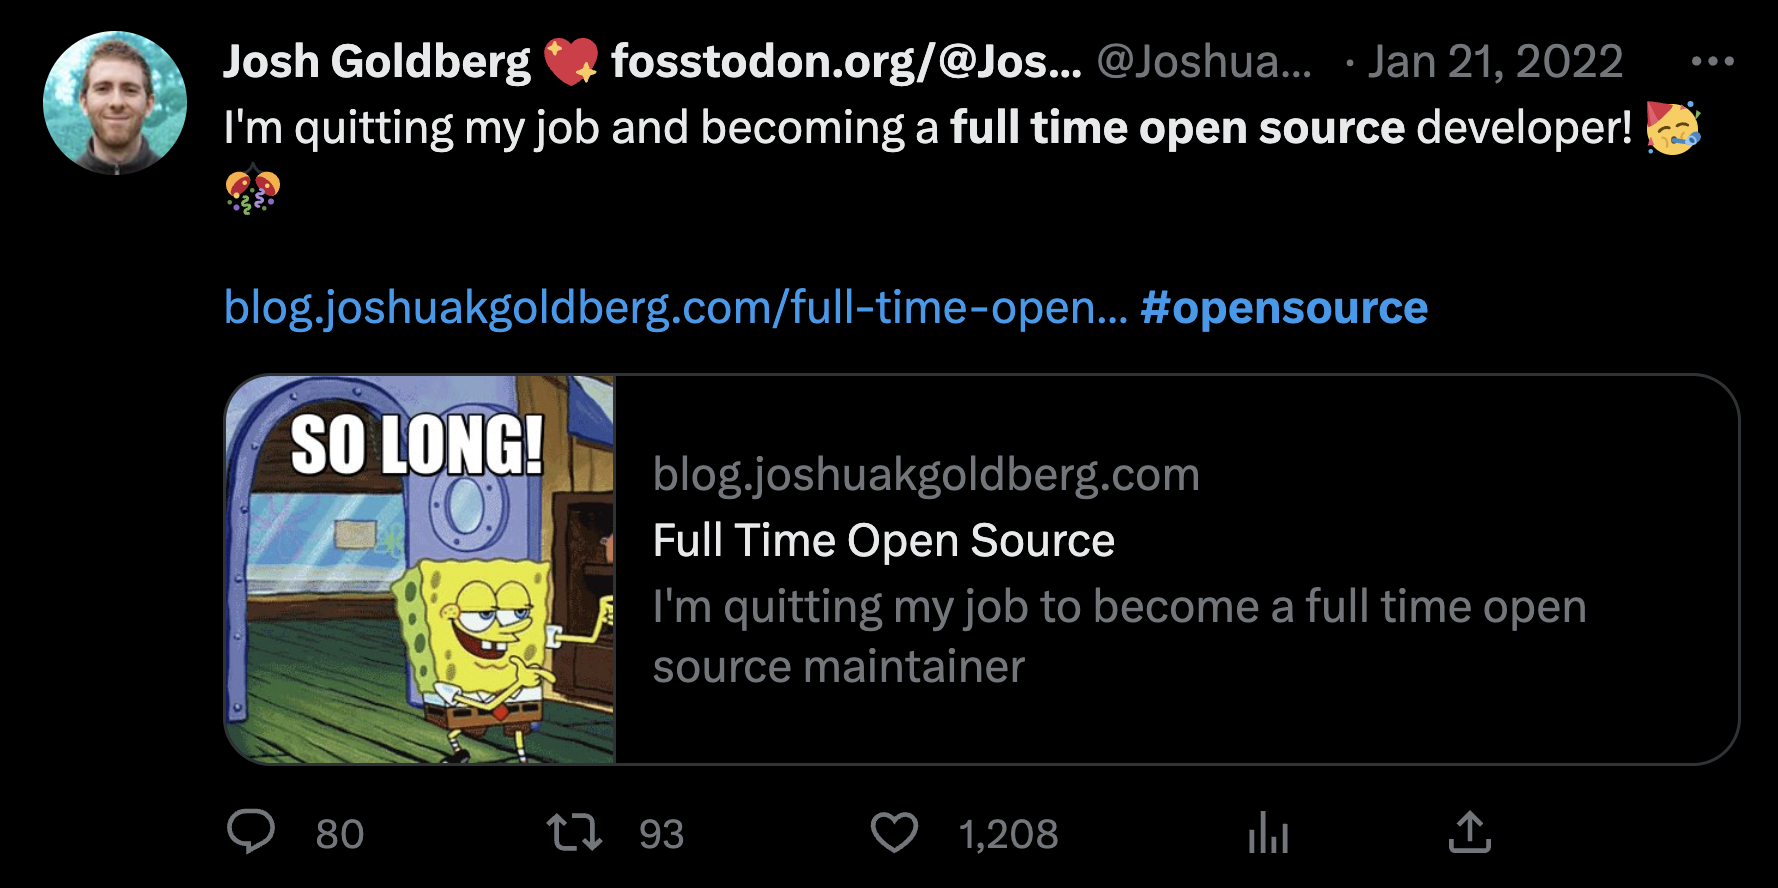 Josh Goldberg 💖 fosstodon.org/@Jos... @Joshua... · Jan 21, 2022
I'm quitting my job and becoming a full time open source developer! 🥳
🎊
blog.joshuakgoldberg.com/full-time-open... #opensource
SO LONG!
blog.joshuakgoldberg.com
Full Time Open Source
I'm quitting my job to become a full time open
source maintainer
80 93 1,208